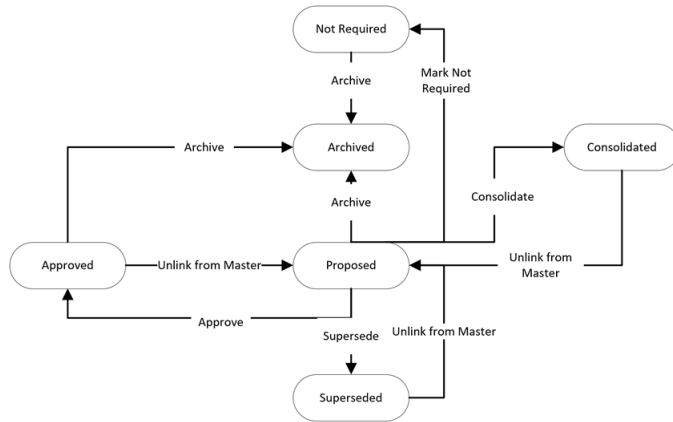 Not Required
Archive
Mark Not
Required
Archive
Archived
Consolidated
Archive
Consolidate
Approved
Unlink from Master
Proposed
Unlink from
Master
Approve
Supersede
Unlink from Master
Superseded